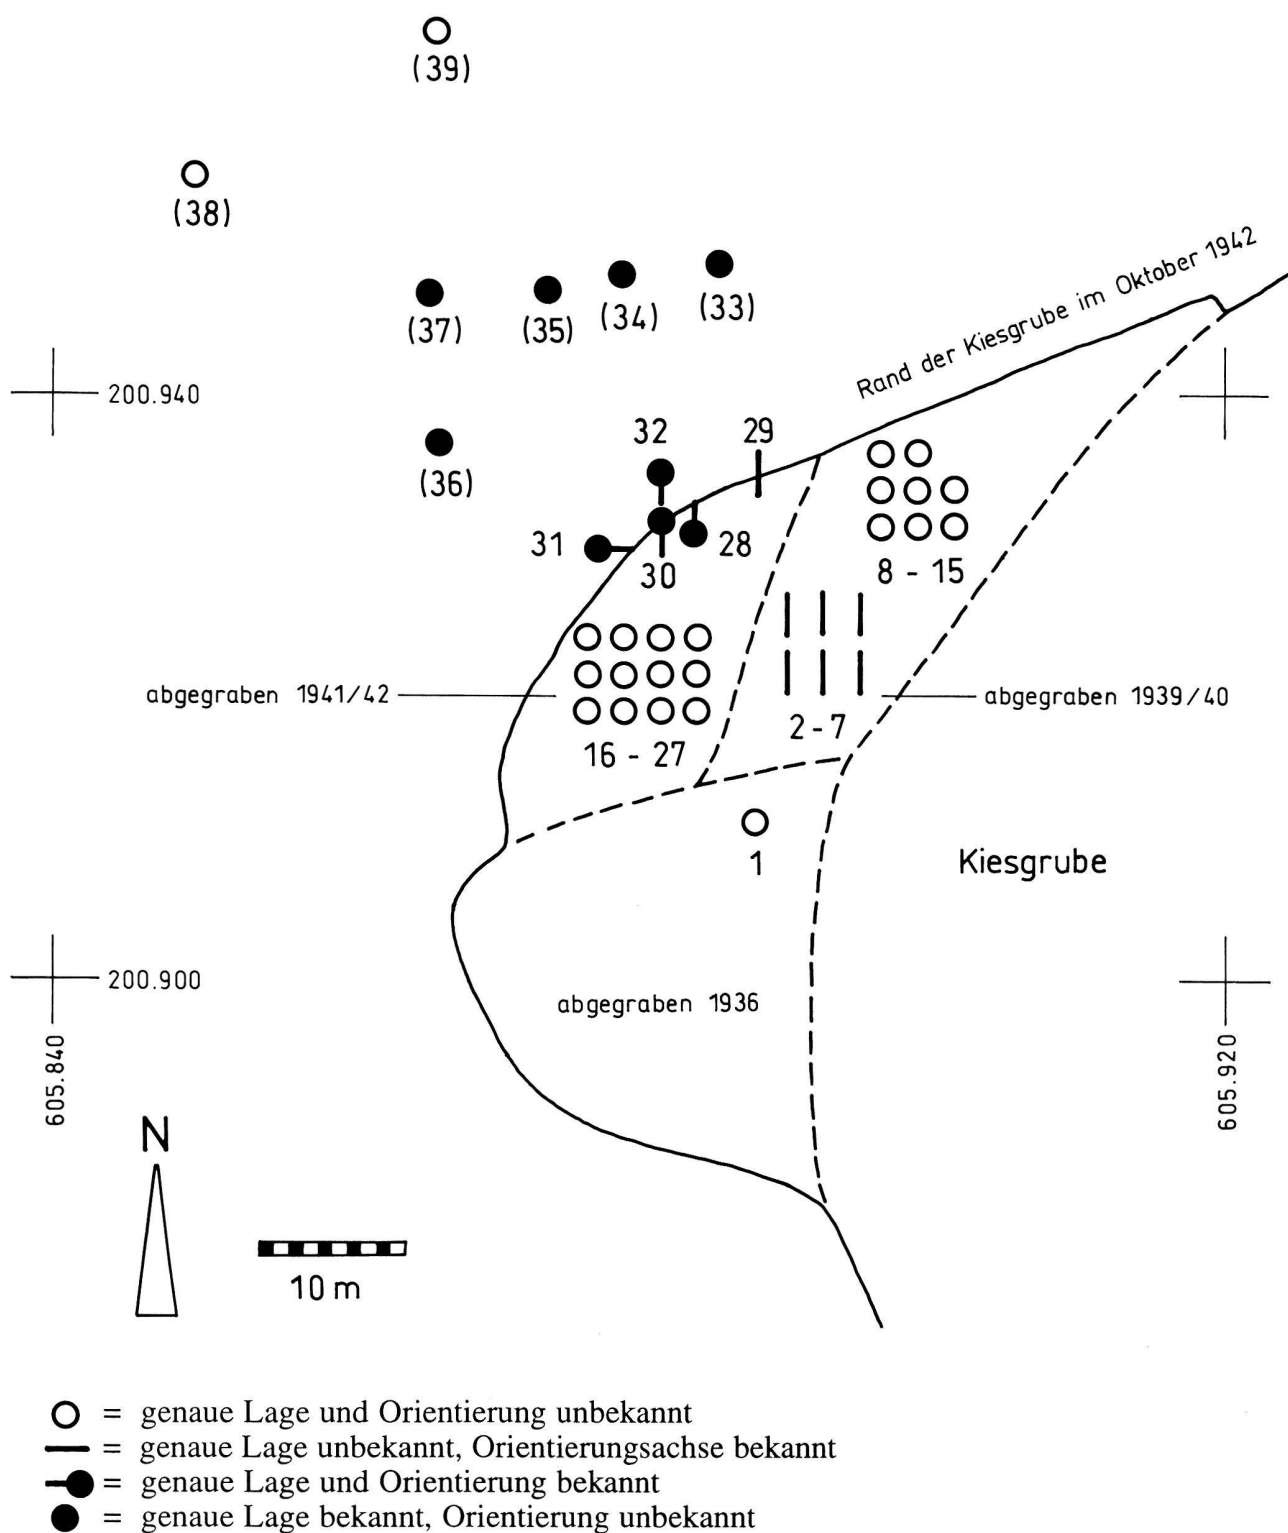 (39)
(38)
(37)
(35)
(34)
(33)
Rand der Kiesgrube im Oktober 1942
200.940
32
29
(36)
31
28
30
8 - 15
abgegraben 1941/42
abgegraben 1939/40
16 - 27
2 - 7
1
Kiesgrube
200.900
abgegraben 1936
605.840
605.920
N
10 m
= genaue Lage und Orientierung unbekannt
= genaue Lage unbekannt, Orientierungsachse bekannt
= genaue Lage und Orientierung bekannt
= genaue Lage bekannt, Orientierung unbekannt